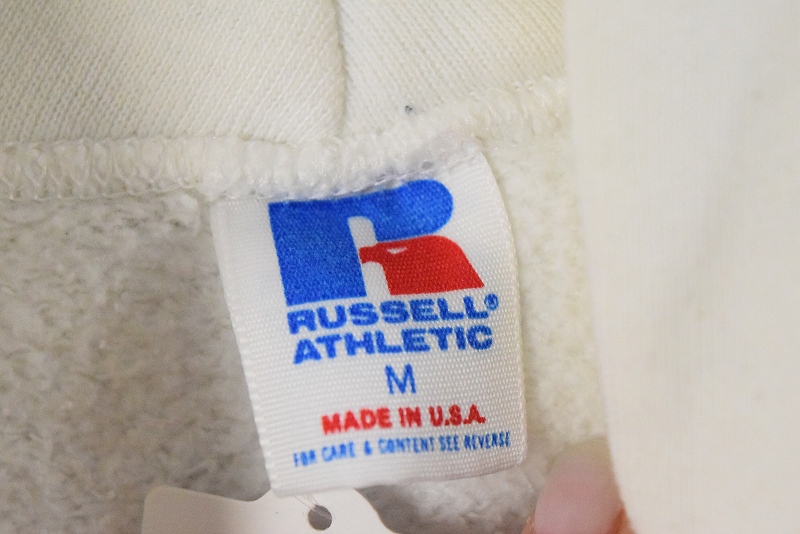 RUSSELL®
ATHLETIC
M
MADE IN U.S.A.
FOR CARE & CONTENT SEE REVERSE